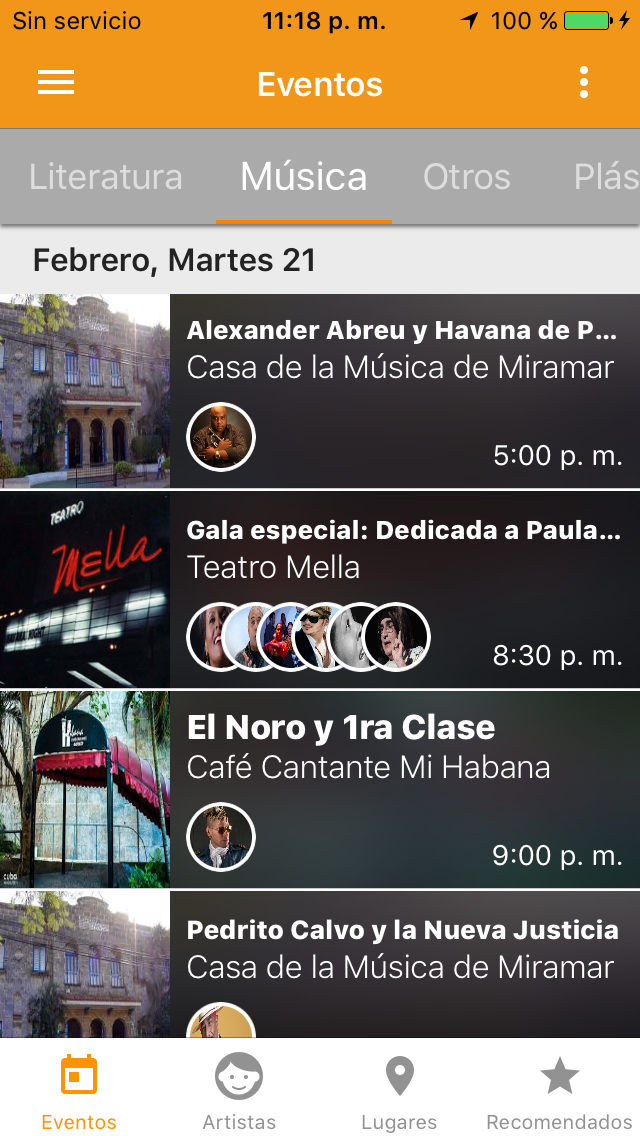 Sin servicio 11:18 p. m. 100 %
Eventos
Literatura Música Otros Plás
Febrero, Martes 21
Alexander Abreu y Havana de P...
Casa de la Música de Miramar
5:00 p. m.
TEATRO
Mella
Gala especial: Dedicada a Paula...
Teatro Mella
8:30 p. m.
Habana
cuba
El Noro y 1ra Clase
Café Cantante Mi Habana
9:00 p. m.
Pedrito Calvo y la Nueva Justicia
Casa de la Música de Miramar
Eventos Artistas Lugares Recomendados